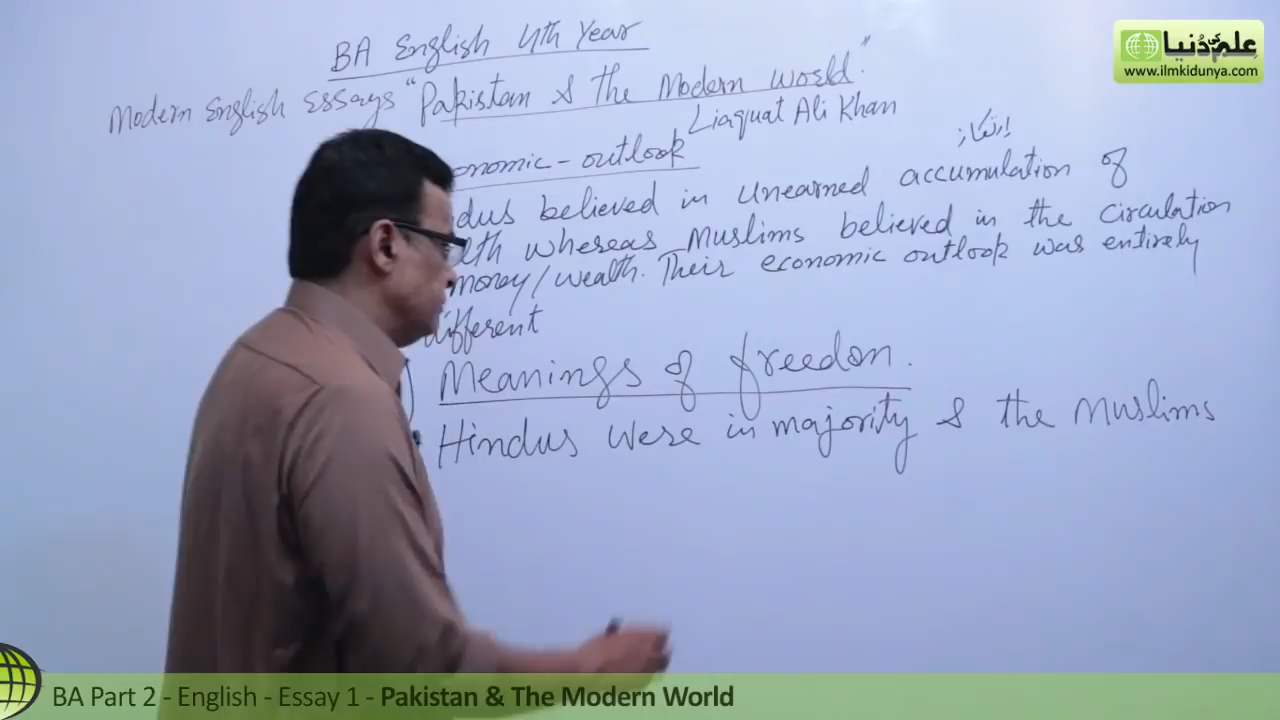 BA English 4th Year
Modern English Essays "Pakistan & the Modern World"
Liaquat Ali Khan
onomic - outlook
ارتکاز
dus believed in unearned accumulation of
lth whereas Muslims believed in the circulation
money/wealth. Their economic outlook was entirely
different
Meanings of freedom.
Hindus were in majority & the Muslims
علم کی دُنیا
www.ilmkidunya.com
BA Part 2 - English - Essay 1 - Pakistan & The Modern World